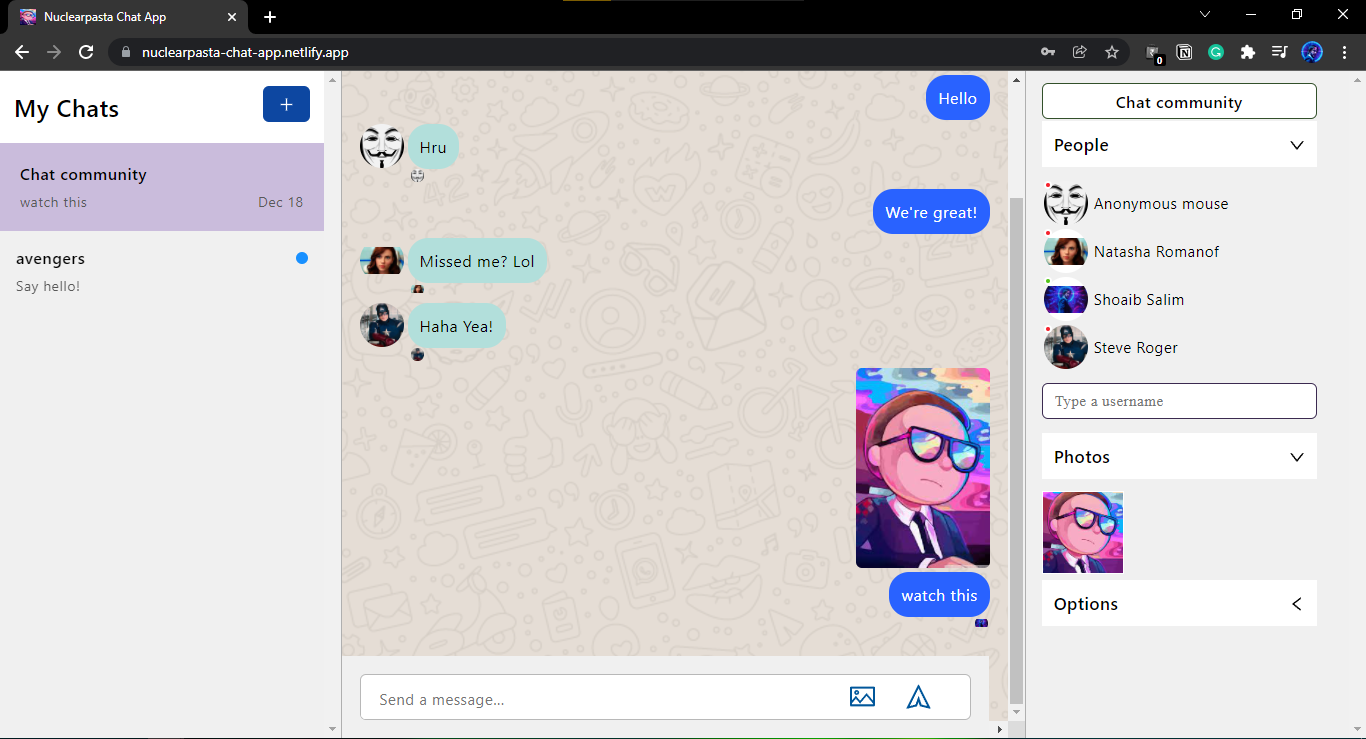 Nuclearpasta Chat App
nuclearpasta-chat-app.netlify.app
0
My Chats
+
Chat community
watch this Dec 18
avengers
Say hello!
Hello
Hru
We're great!
Missed me? Lol
Haha Yea!
watch this
Send a message...
Chat community
People
Anonymous mouse
Natasha Romanof
Shoaib Salim
Steve Roger
Type a username
Photos
Options